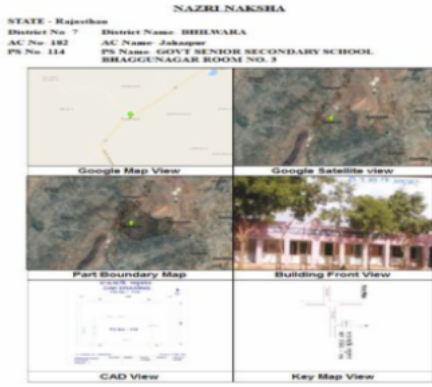 NAZRI NAKSHA
STATE - Rajasthan
District No 7 District Name BHILWARA
AC No 182 AC Name Jahazpur
PS No 114 PS Name GOVT SENIOR SECONDARY SCHOOL
BHAGGUNAGAR ROOM NO. 3
Google Map View Google Satellite view
Part Boundary Map Building Front View
CAD View Key Map View